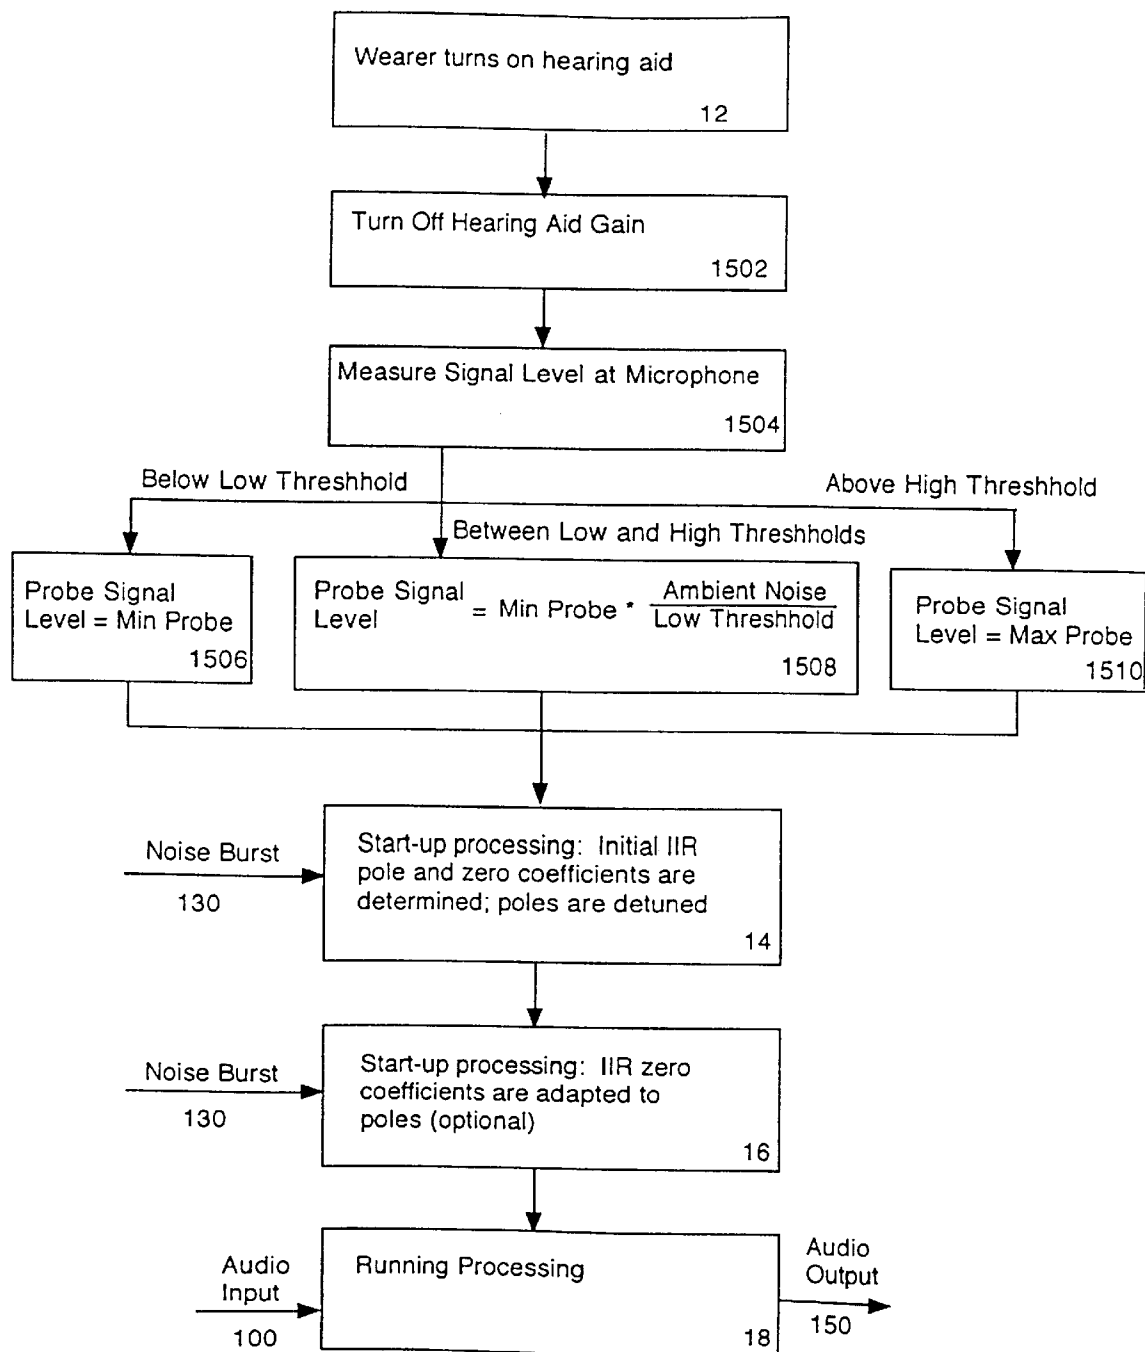 Wearer turns on hearing aid
12
Turn Off Hearing Aid Gain
1502
Measure Signal Level at Microphone
1504
Below Low Threshhold
Above High Threshhold
Between Low and High Threshholds
Probe Signal
Level = Min Probe
1506
Probe Signal
Level
= Min Probe *
Ambient Noise
Low Threshhold
1508
Probe Signal
Level = Max Probe
1510
Noise Burst
130
Start-up processing: Initial IIR
pole and zero coefficients are
determined; poles are detuned
14
Noise Burst
130
Start-up processing: IIR zero
coefficients are adapted to
poles (optional)
16
Audio
Input
100
Running Processing
18
Audio
Output
150